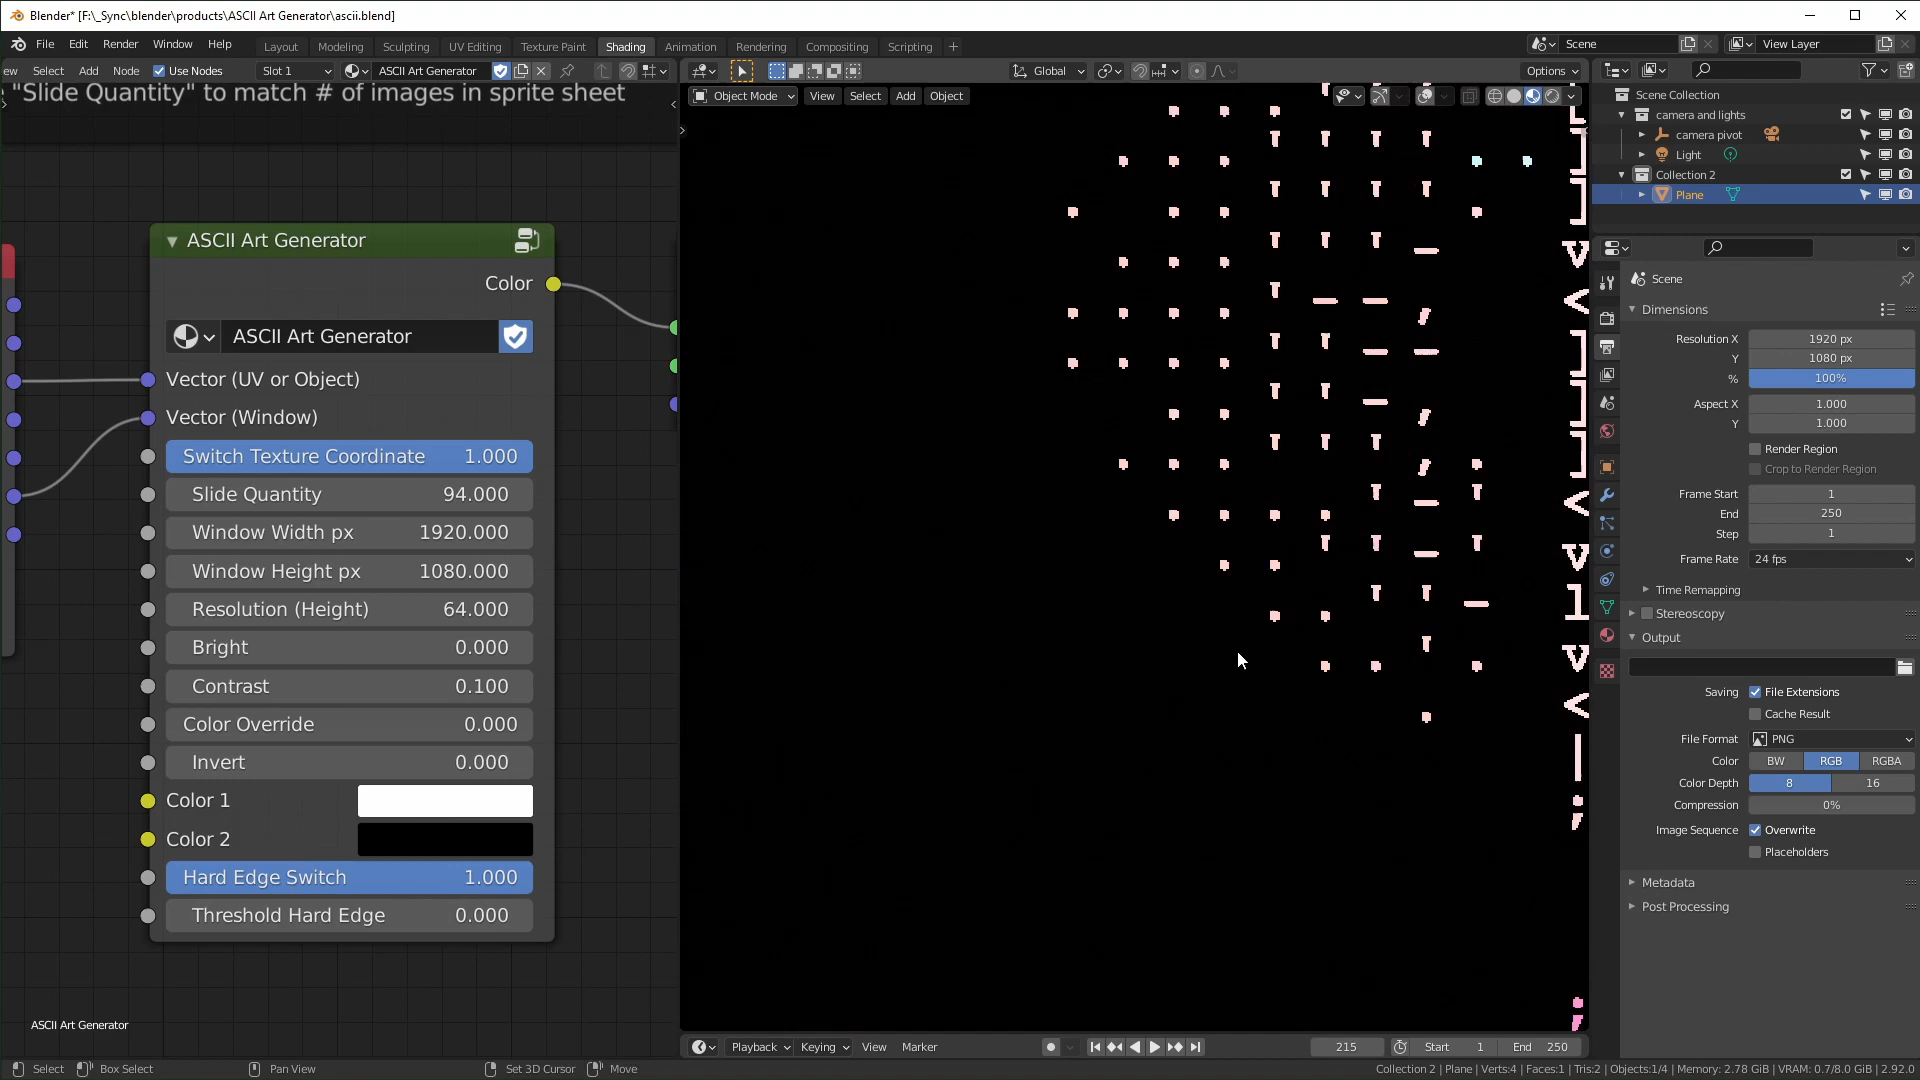 Blender* [F:\_Sync\blender\products\ASCII Art Generator\ascii.blend]
File Edit Render Window Help Layout Modeling Sculpting UV Editing Texture Paint Shading Animation Rendering Compositing Scripting + Scene View Layer
ew Select Add Node Use Nodes Slot 1 ASCII Art Generator Global Options
"Slide Quantity" to match # of images in sprite sheet
Object Mode View Select Add Object
Scene Collection
camera and lights
camera pivot
Light
Collection 2
Plane
ASCII Art Generator
Color
ASCII Art Generator
Vector (UV or Object)
Vector (Window)
Switch Texture Coordinate 1.000
Slide Quantity 94.000
Window Width px 1920.000
Window Height px 1080.000
Resolution (Height) 64.000
Bright 0.000
Contrast 0.100
Color Override 0.000
Invert 0.000
Color 1
Color 2
Hard Edge Switch 1.000
Threshold Hard Edge 0.000
ASCII Art Generator
Scene
Dimensions
Resolution X 1920 px
Y 1080 px
% 100%
Aspect X 1.000
Y 1.000
Render Region
Crop to Render Region
Frame Start 1
End 250
Step 1
Frame Rate 24 fps
Time Remapping
Stereoscopy
Output
Saving File Extensions
Cache Result
File Format PNG
Color BW RGB RGBA
Color Depth 8 16
Compression 0%
Image Sequence Overwrite
Placeholders
Metadata
Post Processing
Playback Keying View Marker 215 Start 1 End 250
Select Box Select Pan View Set 3D Cursor Move Collection 2 | Plane | Verts:4 | Faces:1 | Tris:2 | Objects:1/4 | Memory: 2.78 GiB | VRAM: 0.7/8.0 GiB | 2.92.0